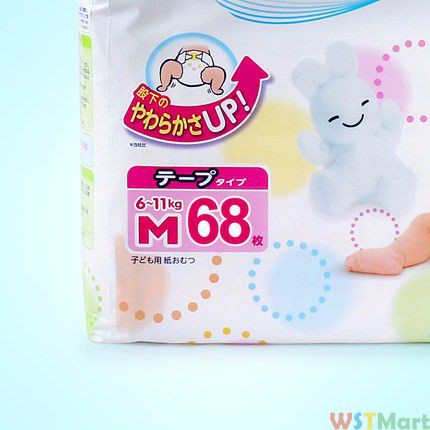 股下の
やわらかさUP!
※当社比
テープタイプ
6~11kg
M68枚
子ども用 紙おむつ
WSTMart